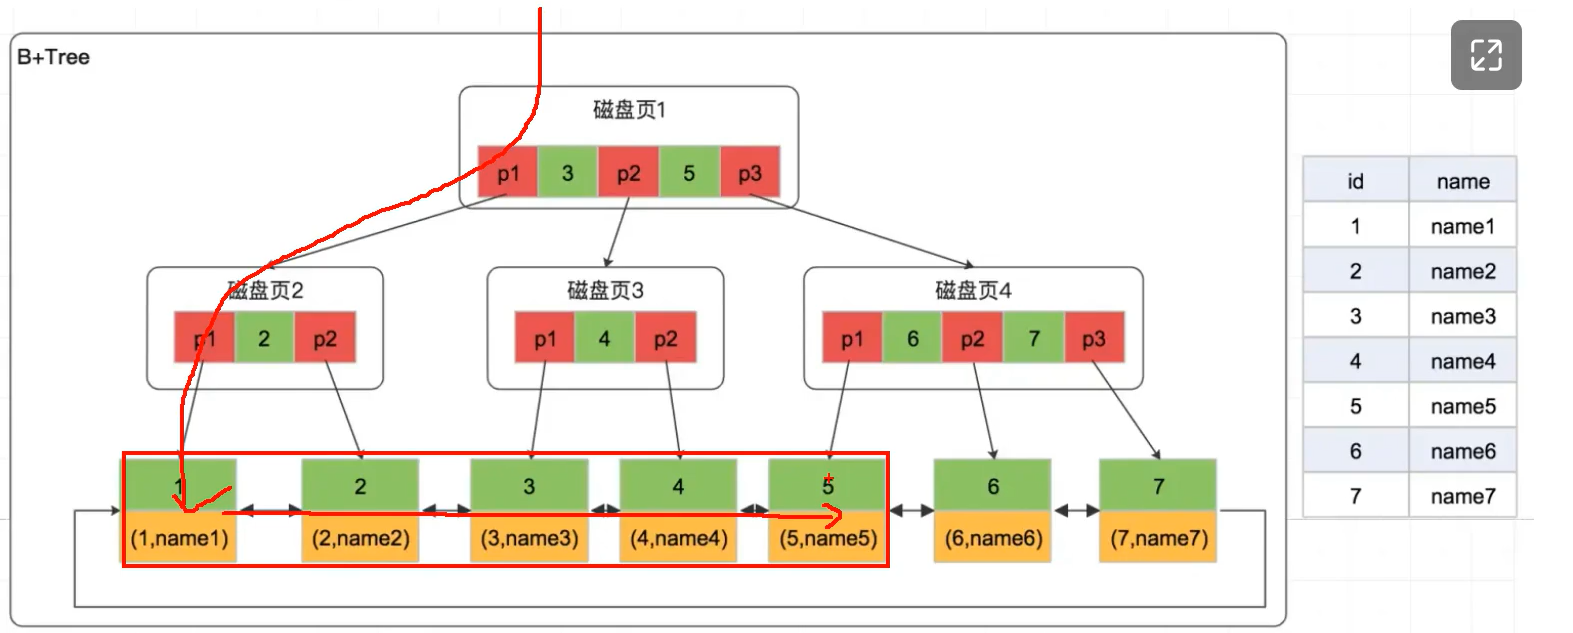 B+Tree
磁盘页1
p1 3 p2 5 p3
磁盘页2
p1 2 p2
磁盘页3
p1 4 p2
磁盘页4
p1 6 p2 7 p3
1 2 3 4 5 6 7
(1,name1) (2,name2) (3,name3) (4,name4) (5,name5) (6,name6) (7,name7)
id name
1 name1
2 name2
3 name3
4 name4
5 name5
6 name6
7 name7